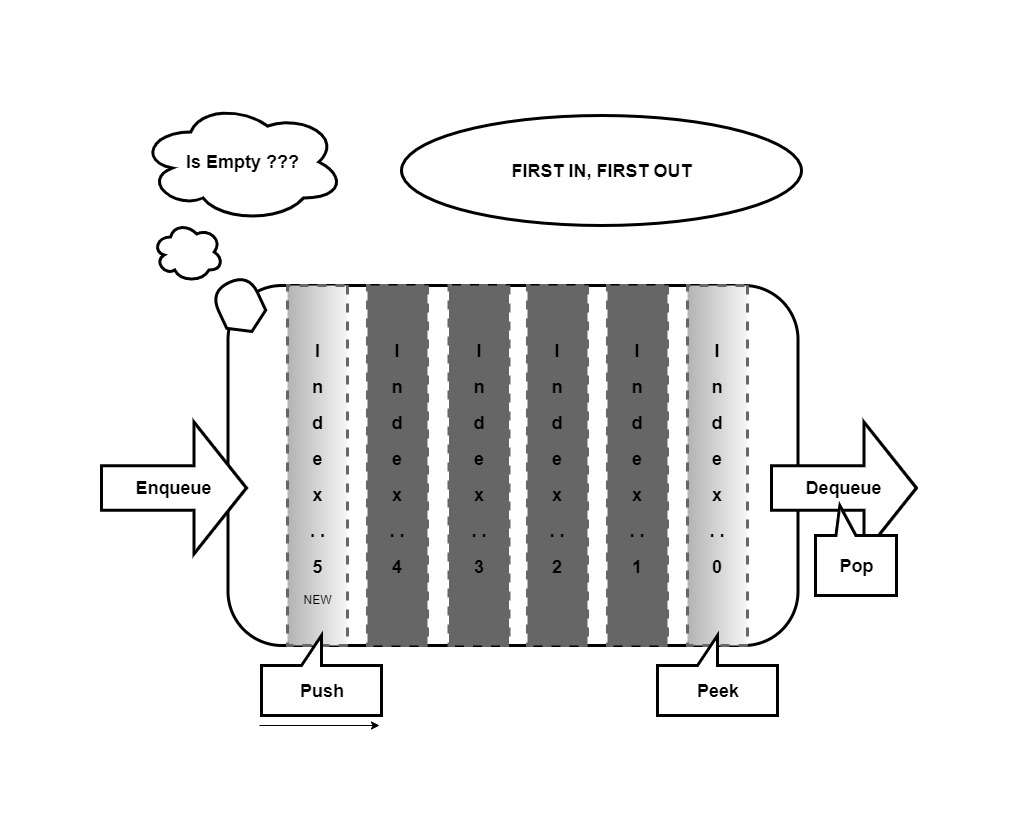 Is Empty ???
FIRST IN, FIRST OUT
Index..5
NEW
Index..4
Index..3
Index..2
Index..1
Index..0
Enqueue
Dequeue
Pop
Push
Peek